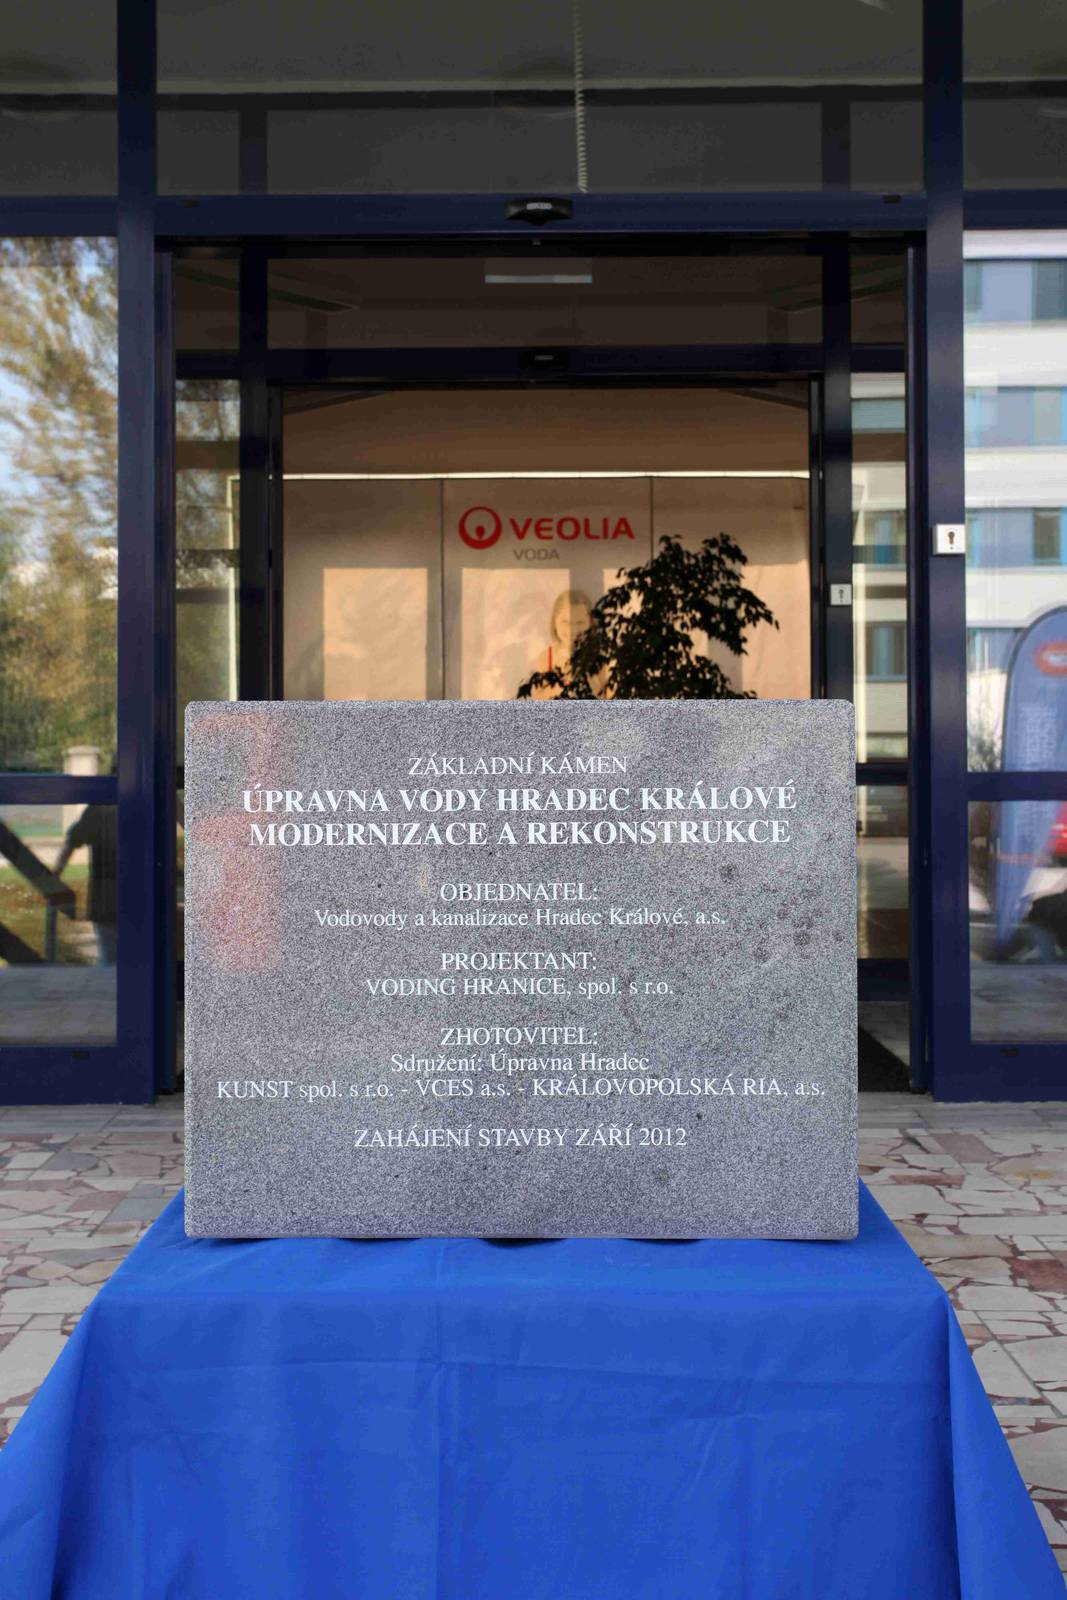 VEOLIA
VODA
ZÁKLADNÍ KÁMEN
ÚPRAVNA VODY HRADEC KRÁLOVÉ
MODERNIZACE A REKONSTRUKCE
OBJEDNATEL:
Vodovody a kanalizace Hradec Králové, a.s.
PROJEKTANT:
VODING HRANICE, spol. s r.o.
ZHOTOVITEL:
Sdružení: Úpravna Hradec
KUNST spol. s r.o. - VCES a.s. - KRÁLOVOPOLSKÁ RIA, a.s.
ZAHÁJENÍ STAVBY ZÁŘÍ 2012